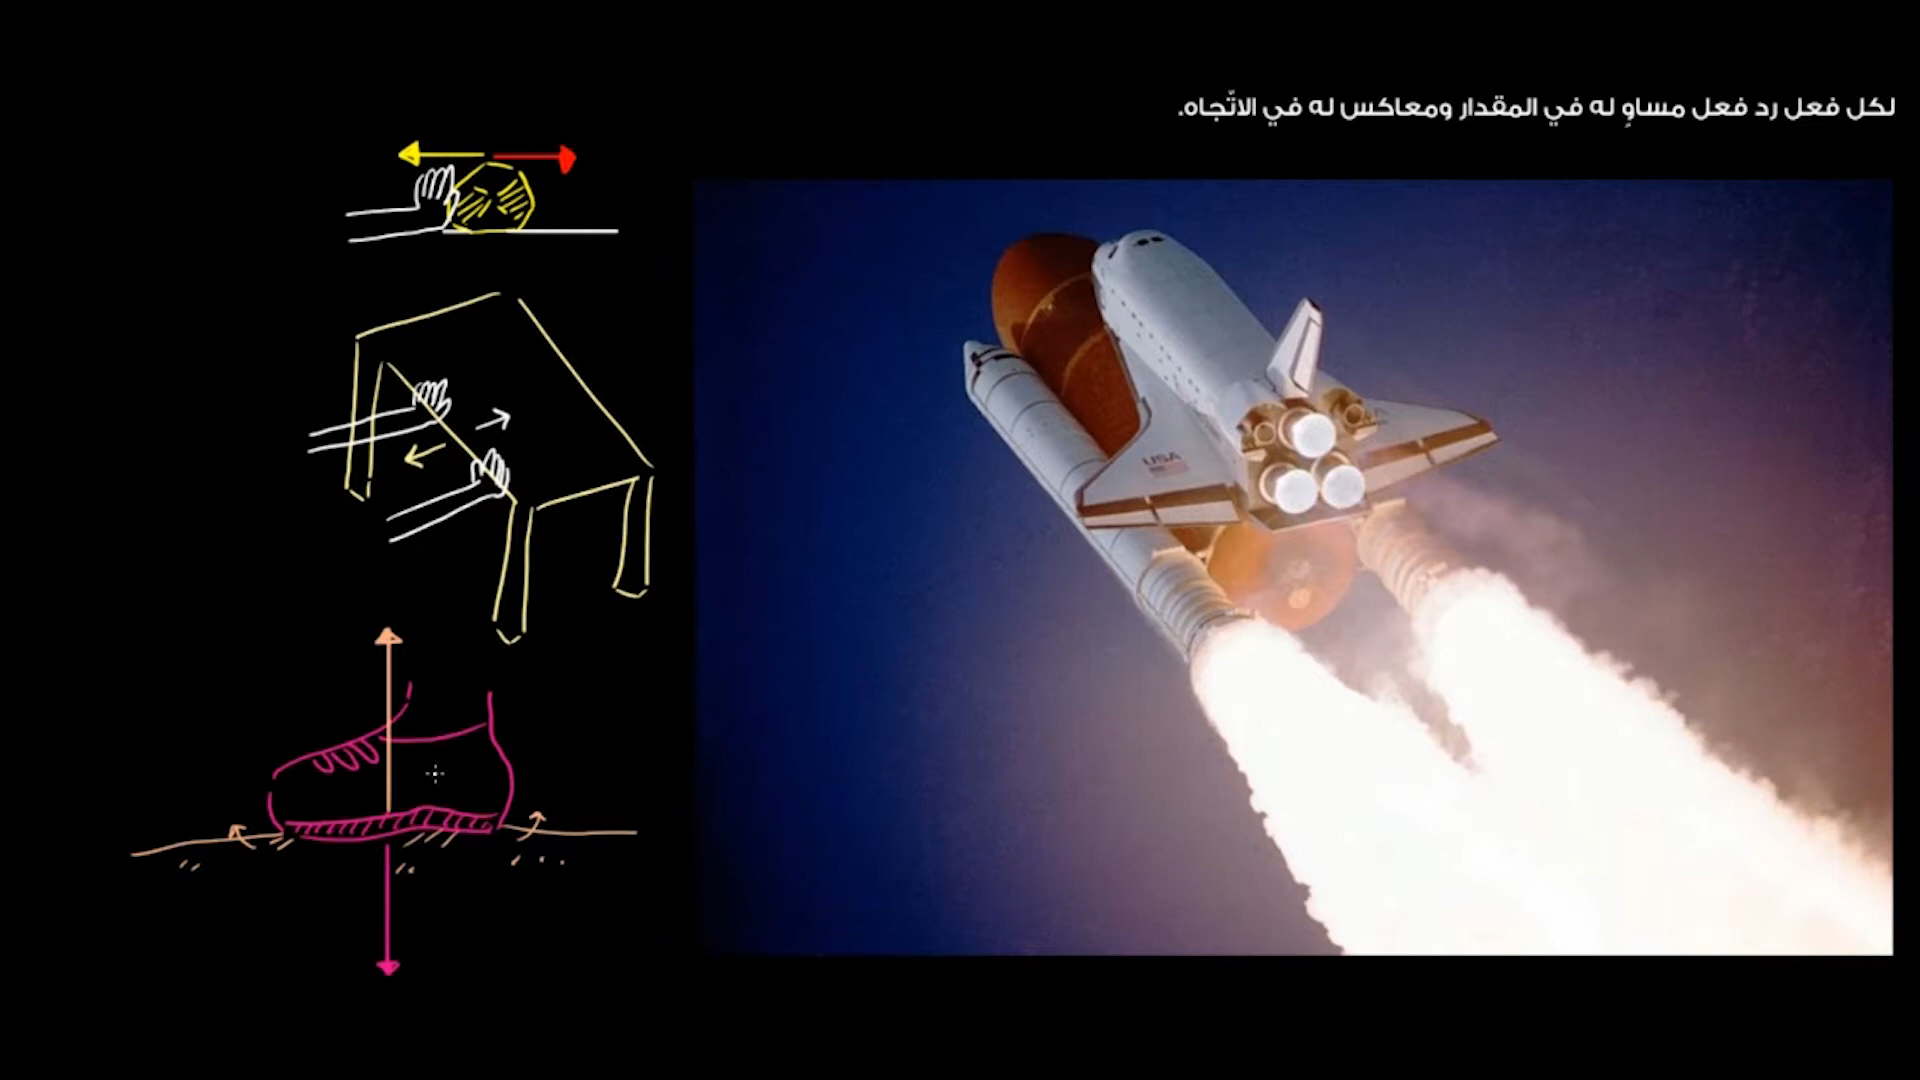 لكل فعل رد فعل مساوٍ له في المقدار ومعاكس له في الاتّجاه.
USA